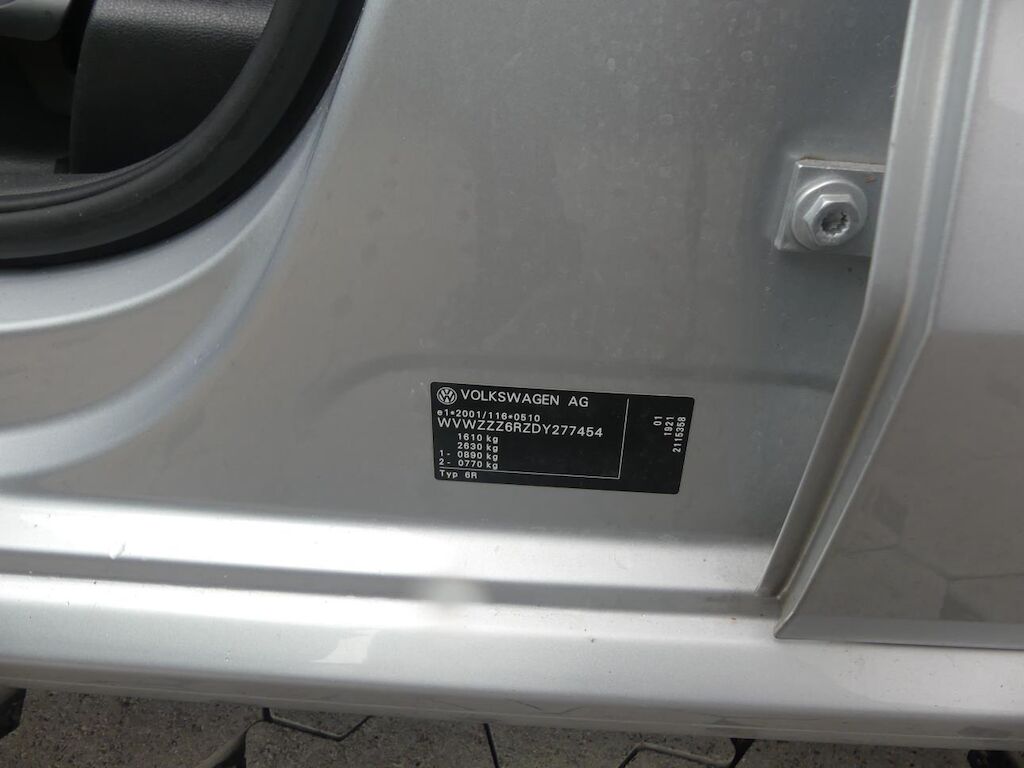 VOLKSWAGEN AG
e1*2001/116*0510
WVWZZZ6RZDY277454
1610 kg
2630 kg
1 - 0890 kg
2 - 0770 kg
Typ 6R
01
1921
2115358